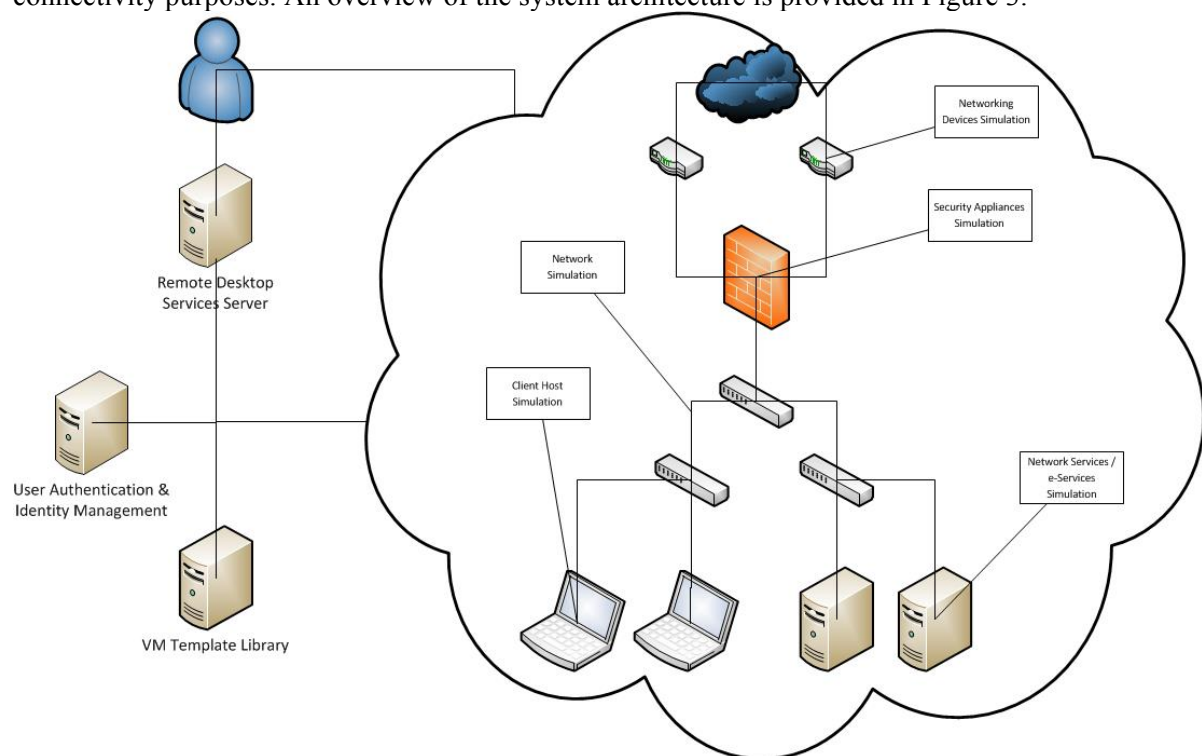 connectivity purposes. An overview of the system architecture is provided in Figure 3.
Networking
Devices Simulation
Security Appliances
Simulation
Network
Simulation
Remote Desktop
Services Server
Client Host
Simulation
Network Services /
e-Services
Simulation
User Authentication &
Identity Management
VM Template Library